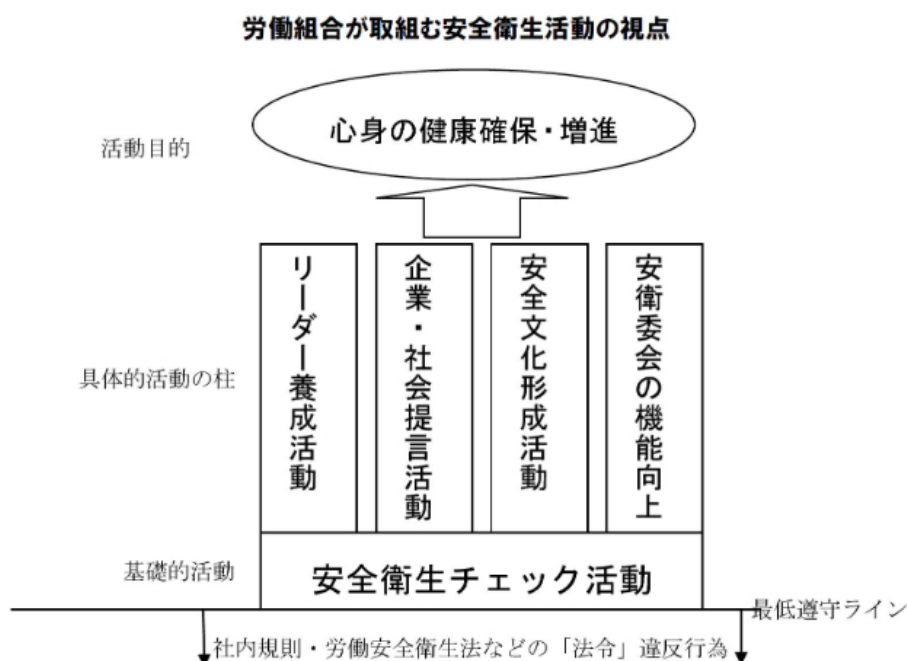 労働組合が取組む安全衛生活動の視点
心身の健康確保・増進
活動目的
リーダー養成活動
企業・社会提言活動
安全文化形成活動
安衛委会の機能向上
具体的活動の柱
基礎的活動
安全衛生チェック活動
最低遵守ライン
社内規則・労働安全衛生法などの「法令」違反行為